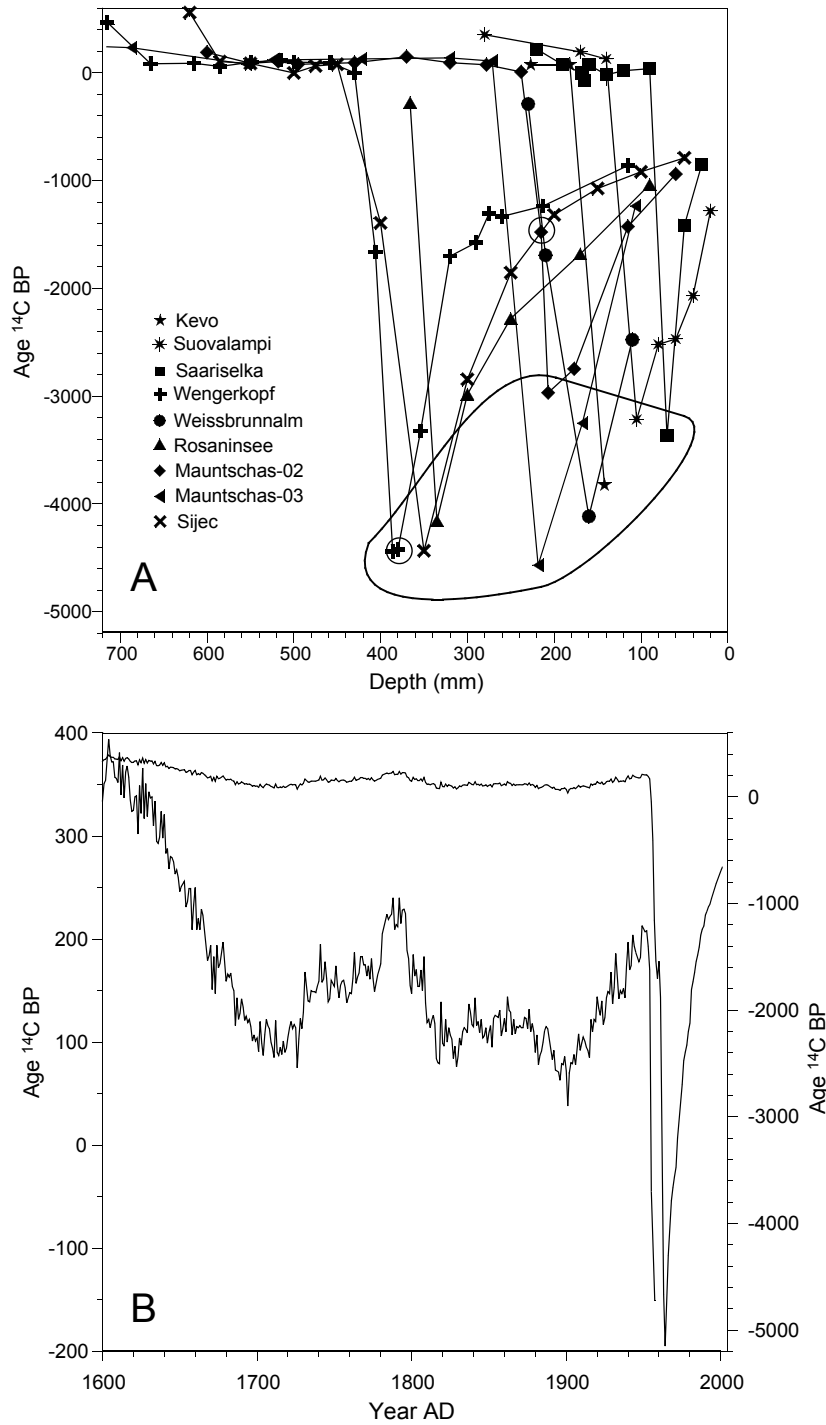 0
-1000
-2000
-3000
-4000
-5000
Age ¹⁴C BP
Kevo
Suovalampi
Saariselka
Wengerkopf
Weissbrunnalm
Rosaninsee
Mauntschas-02
Mauntschas-03
Sijec
A
700 600 500 400 300 200 100 0
Depth (mm)
400
300
200
100
0
-100
-200
Age ¹⁴C BP
0
-1000
-2000
-3000
-4000
-5000
Age ¹⁴C BP
B
1600 1700 1800 1900 2000
Year AD